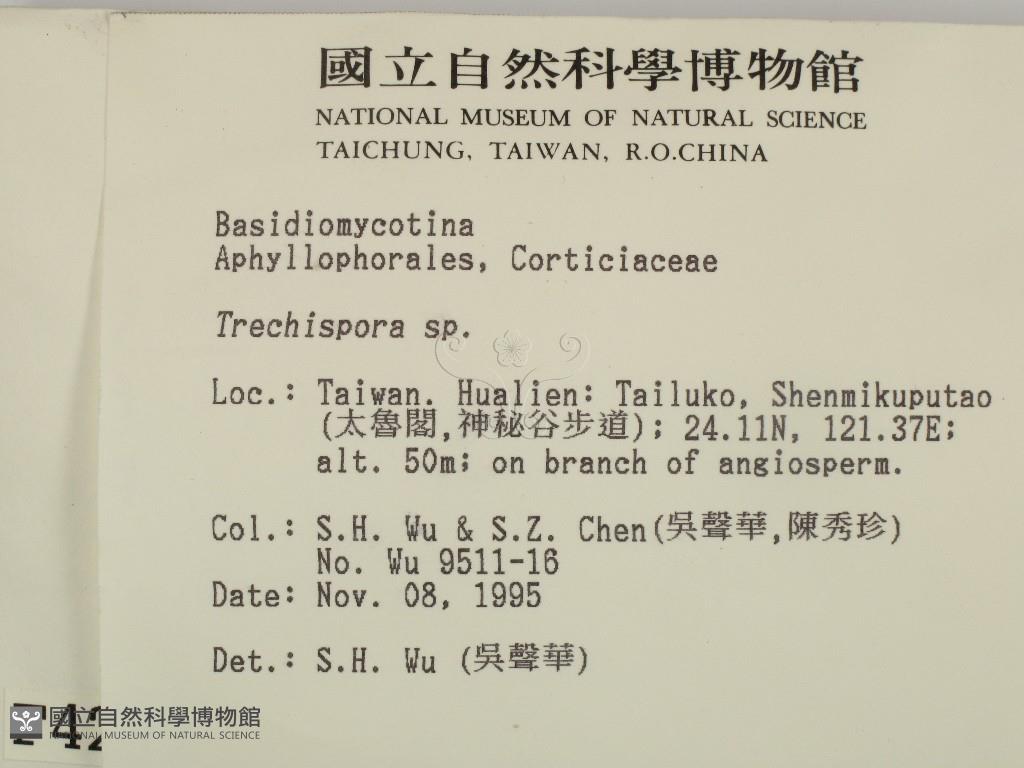 國立自然科學博物館
NATIONAL MUSEUM OF NATURAL SCIENCE
TAICHUNG, TAIWAN, R.O.CHINA
Basidiomycotina
Aphyllophorales, Corticiaceae
Trechispora sp.
Loc.: Taiwan. Hualien: Tailuko, Shenmikuputao
(太魯閣,神秘谷步道); 24.11N, 121.37E;
alt. 50m; on branch of angiosperm.
Col.: S.H. Wu & S.Z. Chen(吳聲華,陳秀珍)
No. Wu 9511-16
Date: Nov. 08, 1995
Det.: S.H. Wu (吳聲華)
國立自然科學博物館
NATIONAL MUSEUM OF NATURAL SCIENCE